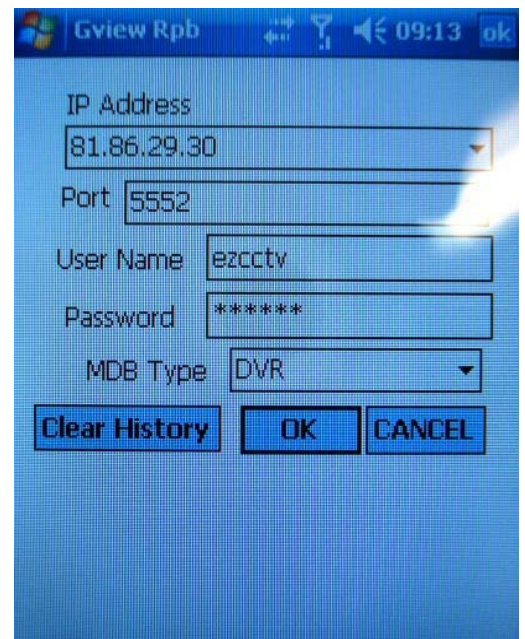 Gview Rpb 09:13 ok
IP Address
81.86.29.30
Port 5552
User Name ezcctv
Password ******
MDB Type DVR
Clear History OK CANCEL